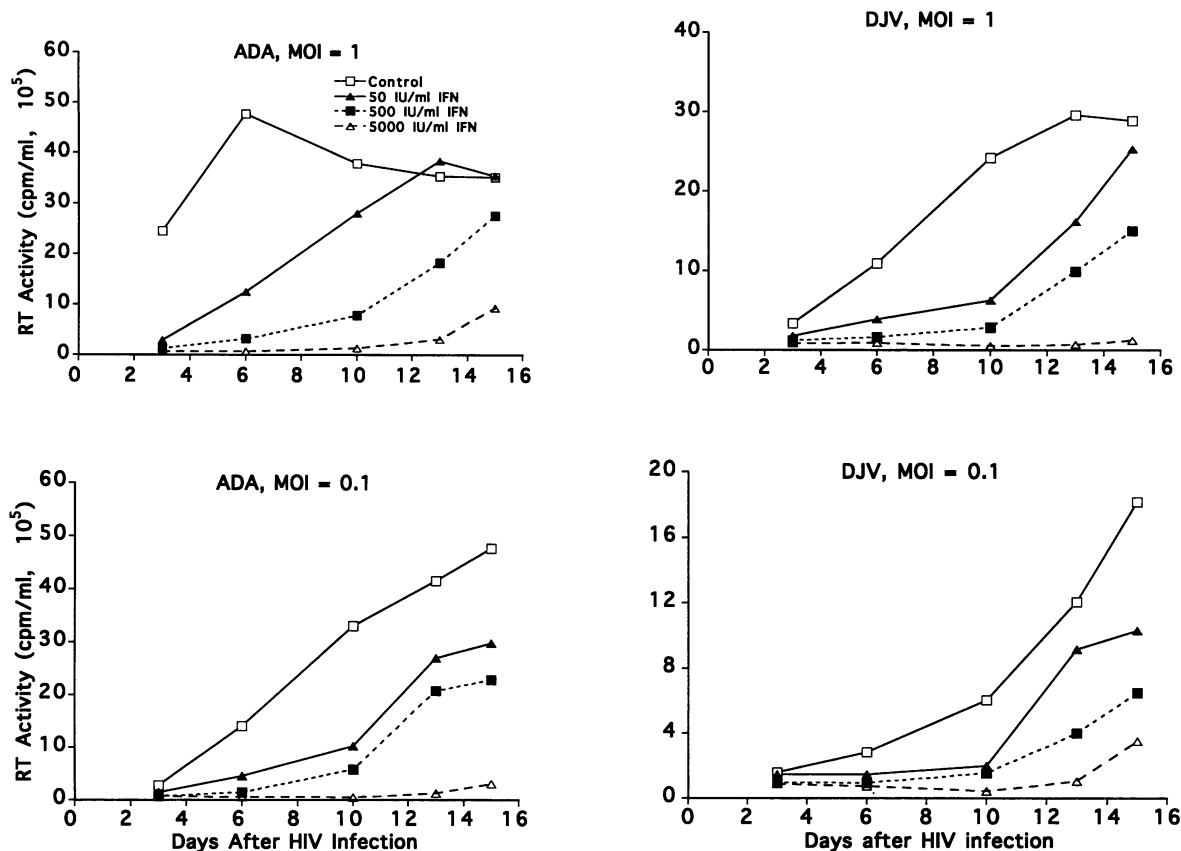 ADA, MOI = 1
RT Activity (cpm/ml, 10⁵)
60
50
40
30
20
10
0
0 2 4 6 8 10 12 14 16
Control
50 IU/ml IFN
500 IU/ml IFN
5000 IU/ml IFN
DJV, MOI = 1
40
30
20
10
0
0 2 4 6 8 10 12 14 16
ADA, MOI = 0.1
RT Activity (cpm/ml, 10⁵)
60
50
40
30
20
10
0
0 2 4 6 8 10 12 14 16
Days After HIV Infection
DJV, MOI = 0.1
20
16
12
8
4
0
0 2 4 6 8 10 12 14 16
Days after HIV infection